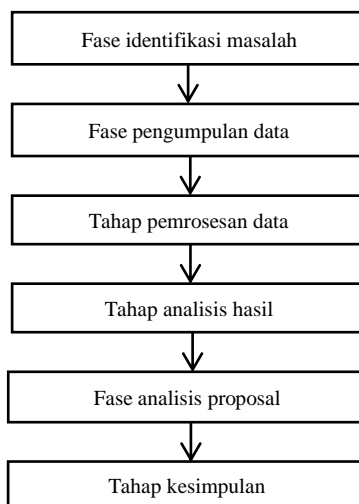 Fase identifikasi masalah
Fase pengumpulan data
Tahap pemrosesan data
Tahap analisis hasil
Fase analisis proposal
Tahap kesimpulan